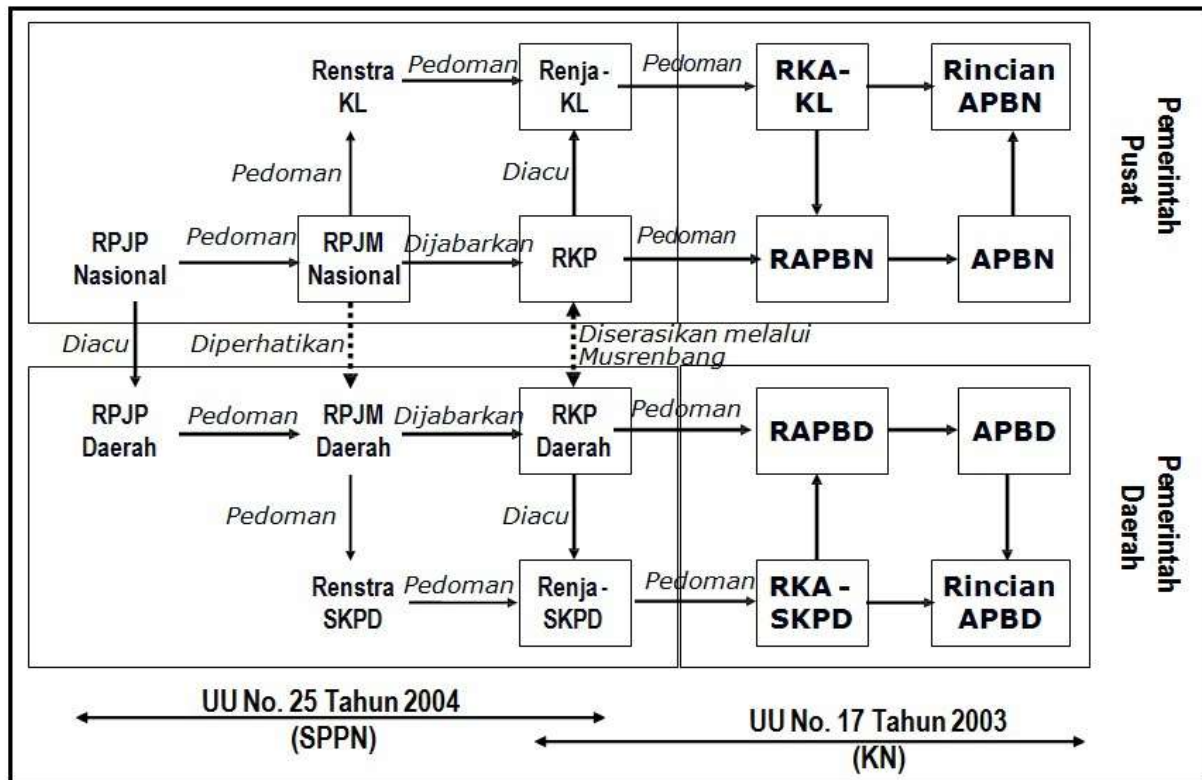 Renstra
KL
Pedoman
Renja-
KL
Pedoman
RKA-
KL
Rincian
APBN
Pemerintah
Pusat
Pedoman
Diacu
RPJP
Nasional
Pedoman
RPJM
Nasional
Dijabarkan
RKP
Pedoman
RAPBN
APBN
Diacu
Diperhatikan
Diserasikan melalui
Musrenbang
RPJP
Daerah
Pedoman
RPJM
Daerah
Dijabarkan
RKP
Daerah
Pedoman
RAPBD
APBD
Pemerintah
Daerah
Pedoman
Diacu
Renstra
SKPD
Pedoman
Renja-
SKPD
Pedoman
RKA -
SKPD
Rincian
APBD
UU No. 25 Tahun 2004
(SPPN)
UU No. 17 Tahun 2003
(KN)